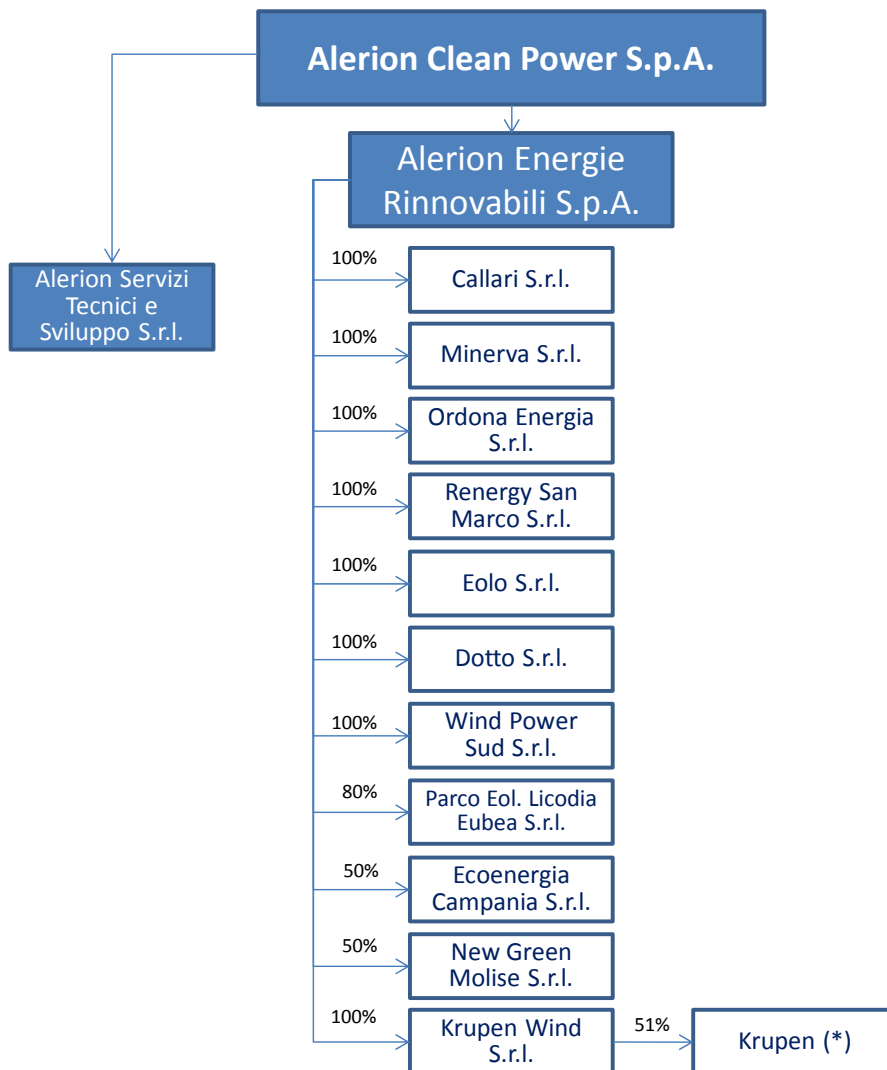 Alerion Clean Power S.p.A.
Alerion Energie
Rinnovabili S.p.A.
Alerion Servizi
Tecnici e
Sviluppo S.r.l.
100%
Callari S.r.l.
100%
Minerva S.r.l.
100%
Ordona Energia
S.r.l.
100%
Renergy San
Marco S.r.l.
100%
Eolo S.r.l.
100%
Dotto S.r.l.
100%
Wind Power
Sud S.r.l.
80%
Parco Eol. Licodia
Eubea S.r.l.
50%
Ecoenergia
Campania S.r.l.
50%
New Green
Molise S.r.l.
100%
Krupen Wind
S.r.l.
51%
Krupen (*)